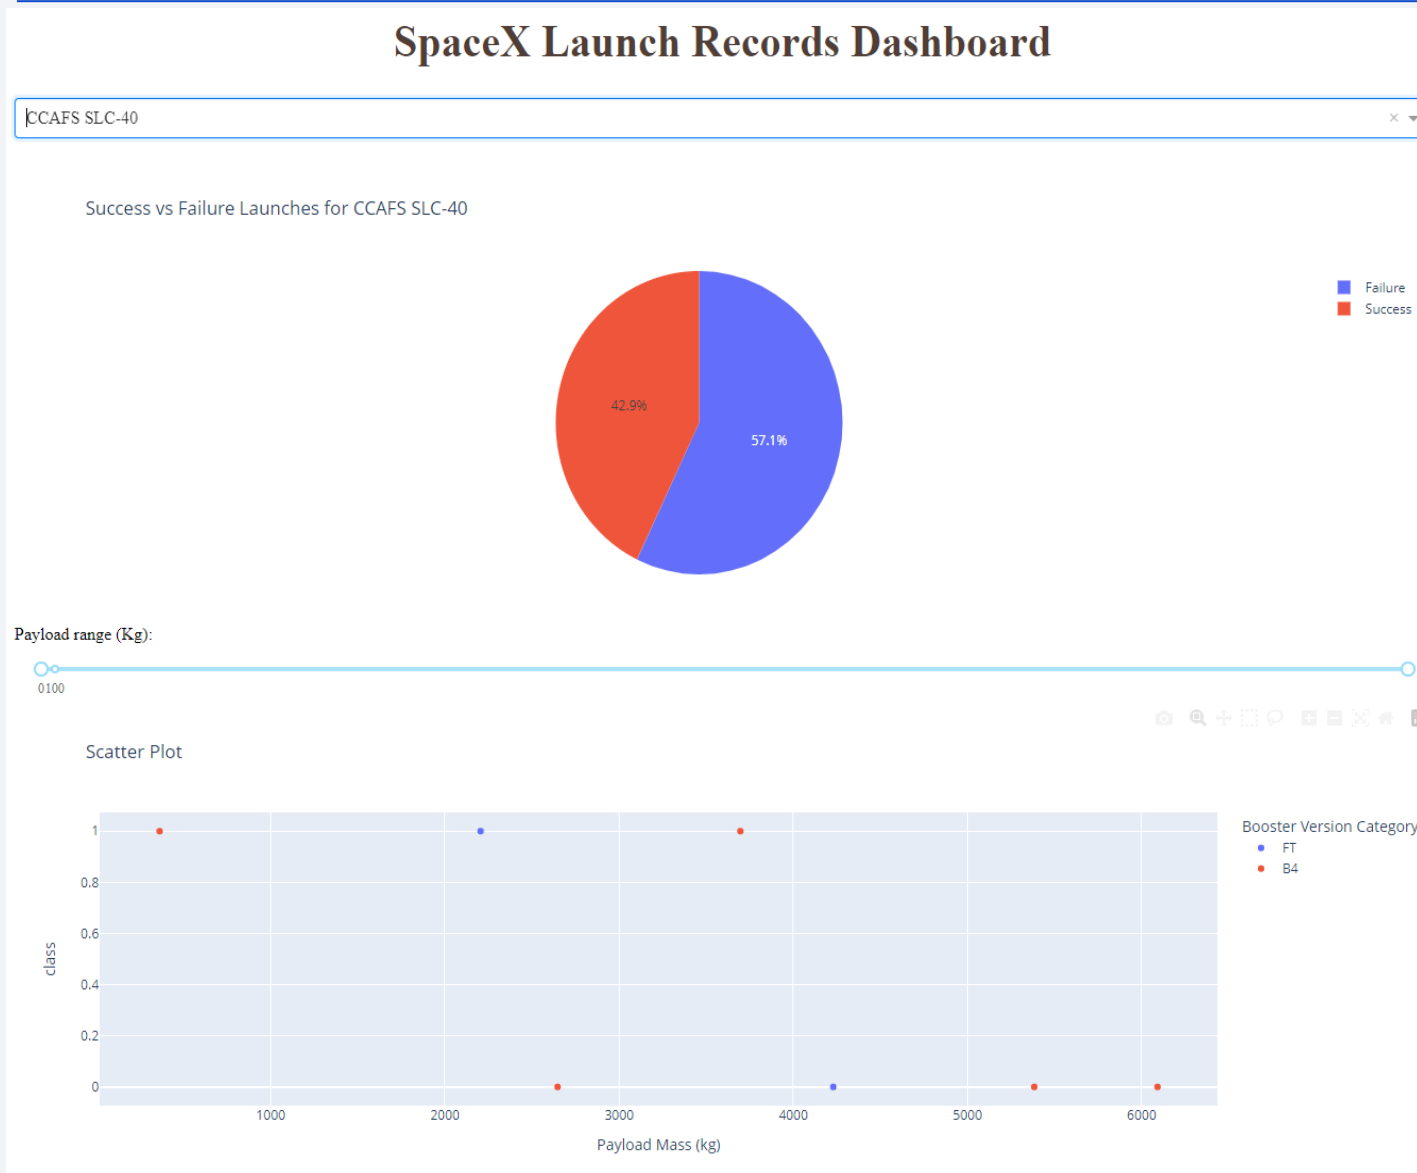 SpaceX Launch Records Dashboard
CCAFS SLC-40
Success vs Failure Launches for CCAFS SLC-40
Failure
Success
42.9%
57.1%
Payload range (Kg):
0100
Scatter Plot
Booster Version Category
FT
B4
1
0.8
0.6
0.4
0.2
0
class
1000 2000 3000 4000 5000 6000
Payload Mass (kg)